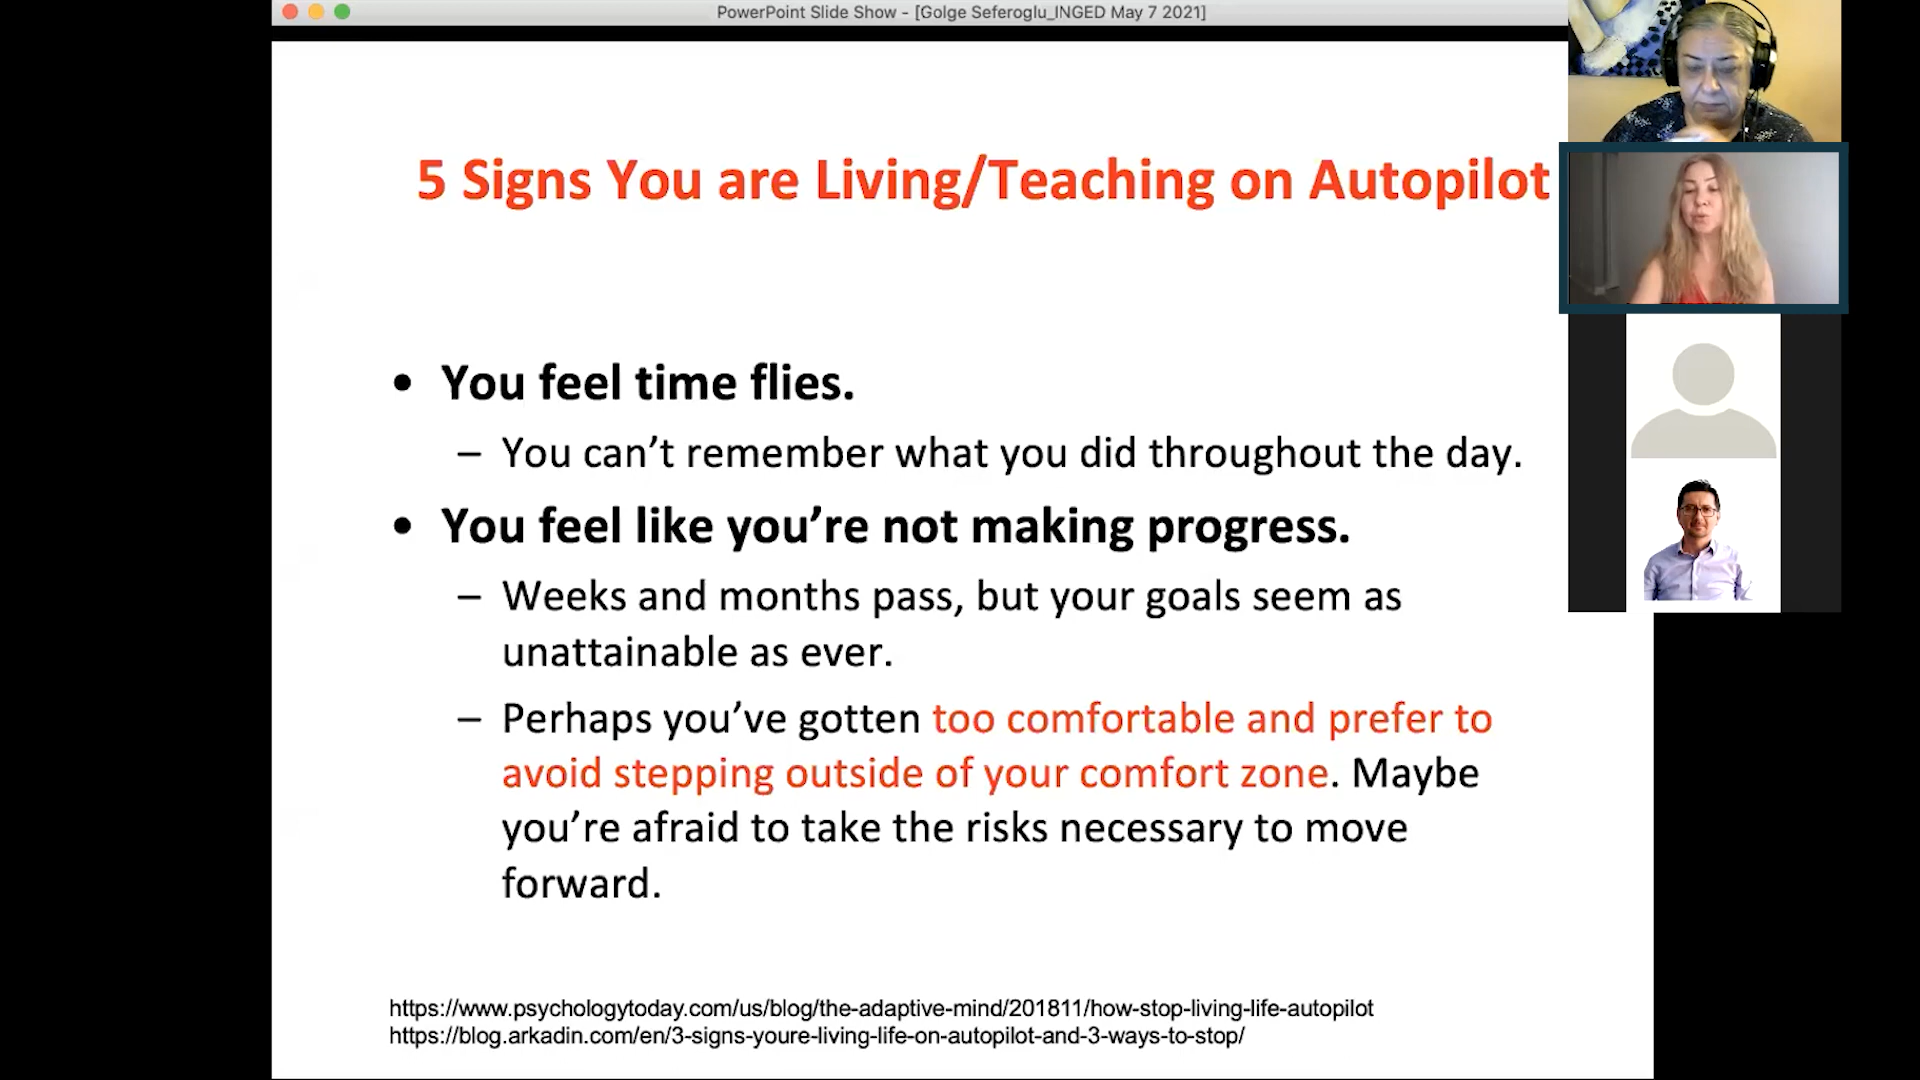 PowerPoint Slide Show - [Golge Seferoglu_INGED May 7 2021]
5 Signs You are Living/Teaching on Autopilot
• You feel time flies.
– You can’t remember what you did throughout the day.
• You feel like you’re not making progress.
– Weeks and months pass, but your goals seem as
unattainable as ever.
– Perhaps you’ve gotten too comfortable and prefer to
avoid stepping outside of your comfort zone. Maybe
you’re afraid to take the risks necessary to move
forward.
https://www.psychologytoday.com/us/blog/the-adaptive-mind/201811/how-stop-living-life-autopilot
https://blog.arkadin.com/en/3-signs-youre-living-life-on-autopilot-and-3-ways-to-stop/